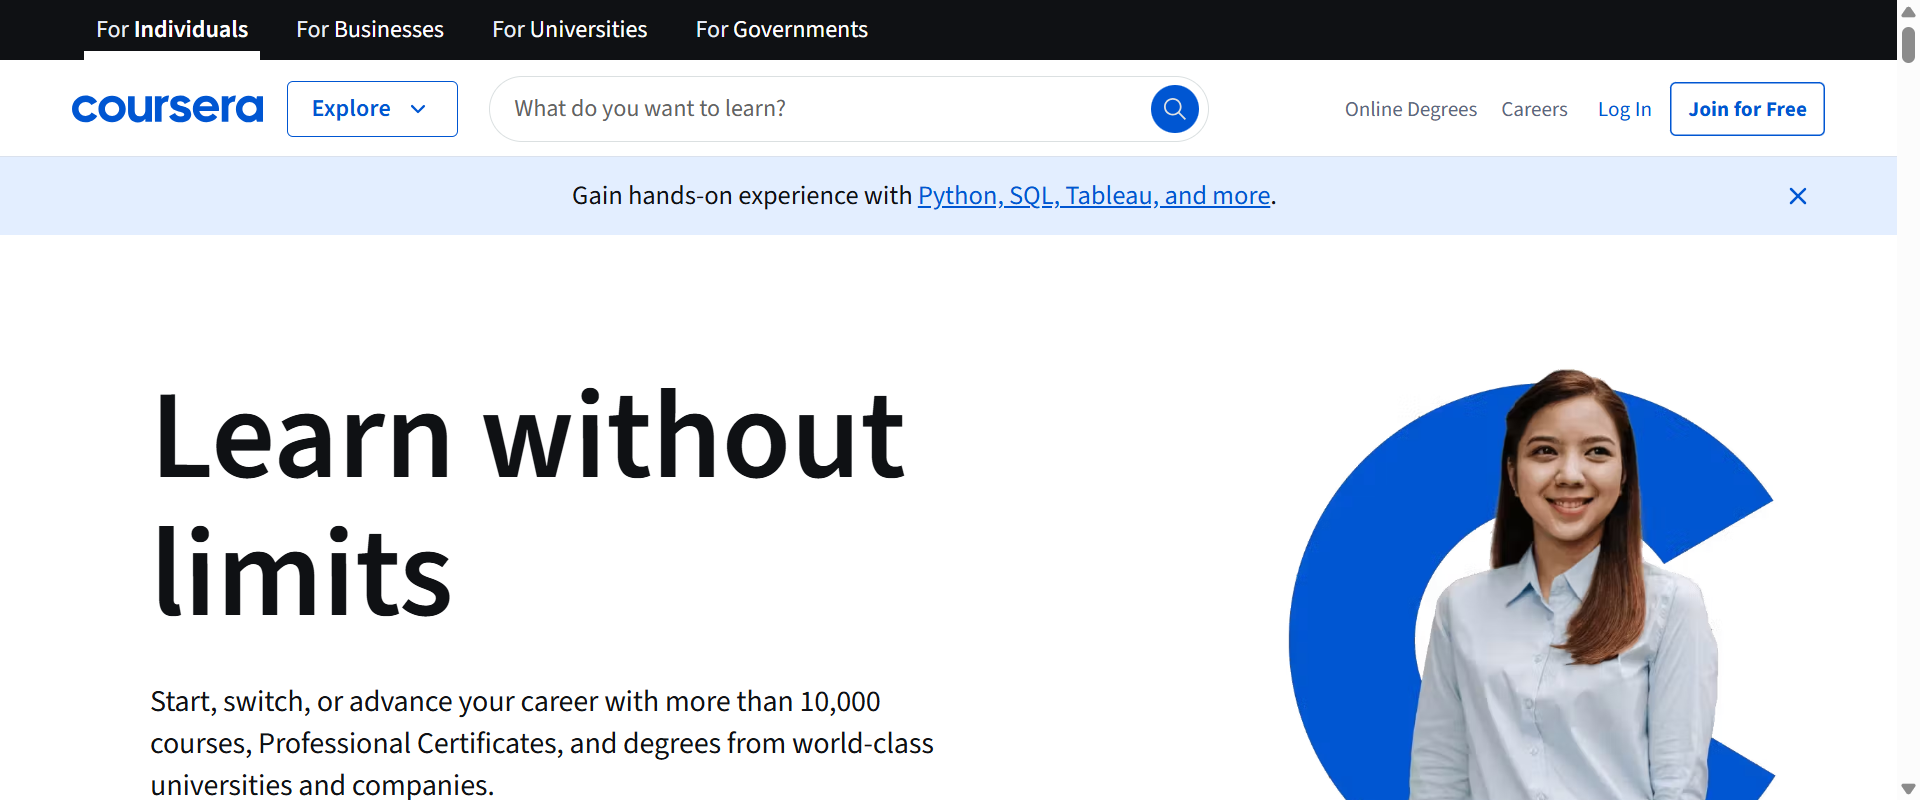 For Individuals For Businesses For Universities For Governments
coursera Explore What do you want to learn? Online Degrees Careers Log In Join for Free
Gain hands-on experience with Python, SQL, Tableau, and more.
Learn without
limits
Start, switch, or advance your career with more than 10,000
courses, Professional Certificates, and degrees from world-class
universities and companies.